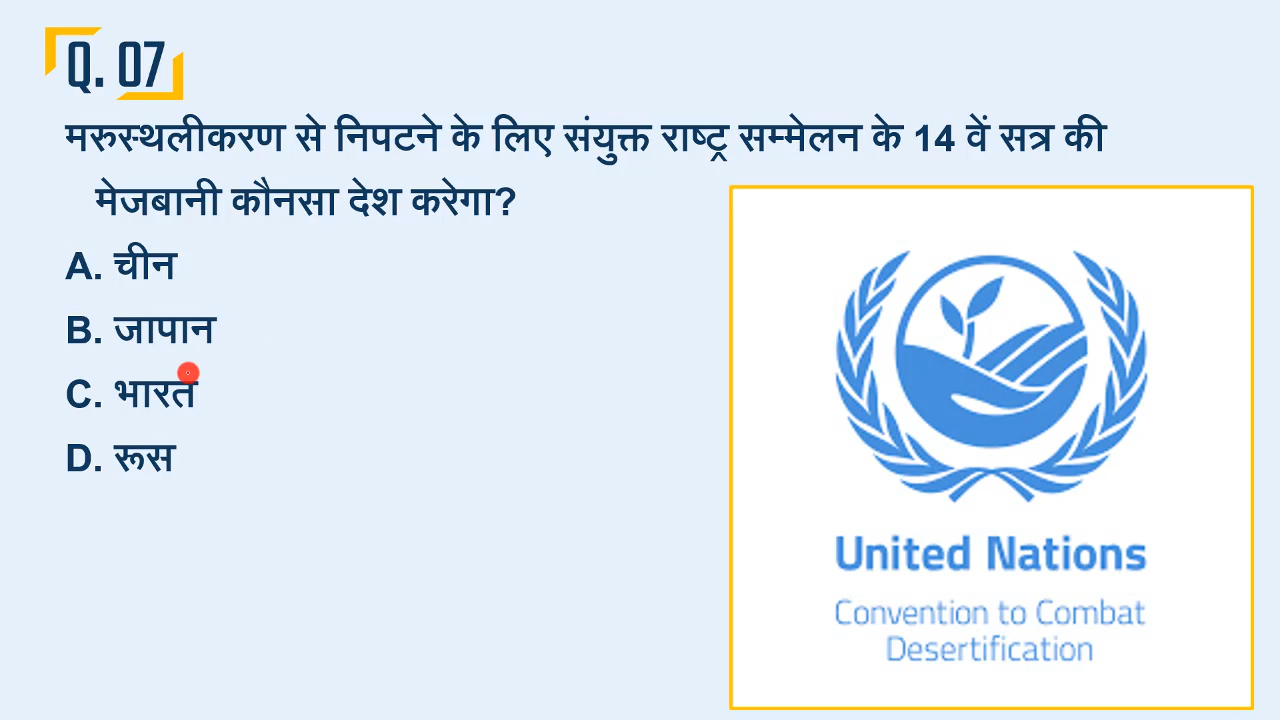 Q. 07
मरुस्थलीकरण से निपटने के लिए संयुक्त राष्ट्र सम्मेलन के 14 वें सत्र की
मेजबानी कौनसा देश करेगा?
A. चीन
B. जापान
C. भारत
D. रूस
United Nations
Convention to Combat
Desertification